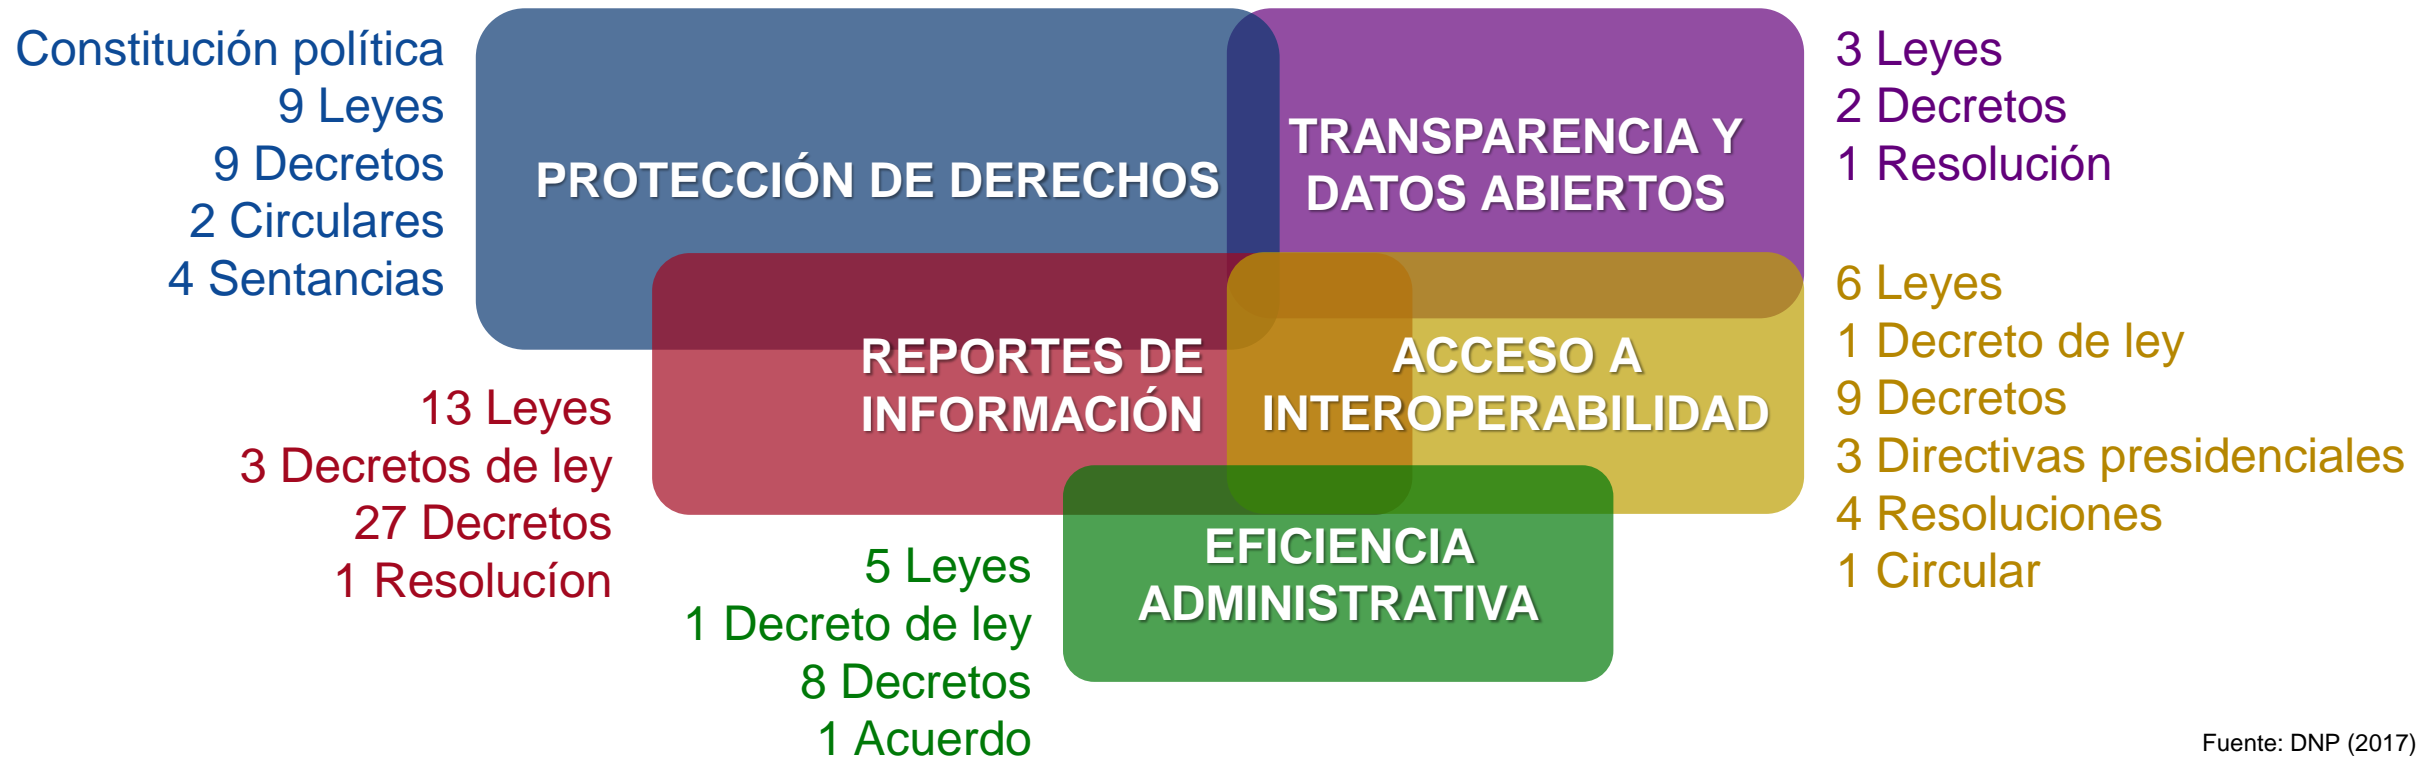 Constitución política
9 Leyes
9 Decretos
2 Circulares
4 Sentancias
PROTECCIÓN DE DERECHOS
TRANSPARENCIA Y
DATOS ABIERTOS
3 Leyes
2 Decretos
1 Resolución
REPORTES DE
INFORMACIÓN
13 Leyes
3 Decretos de ley
27 Decretos
1 Resolucíon
ACCESO A
INTEROPERABILIDAD
6 Leyes
1 Decreto de ley
9 Decretos
3 Directivas presidenciales
4 Resoluciones
1 Circular
EFICIENCIA
ADMINISTRATIVA
5 Leyes
1 Decreto de ley
8 Decretos
1 Acuerdo
Fuente: DNP (2017)